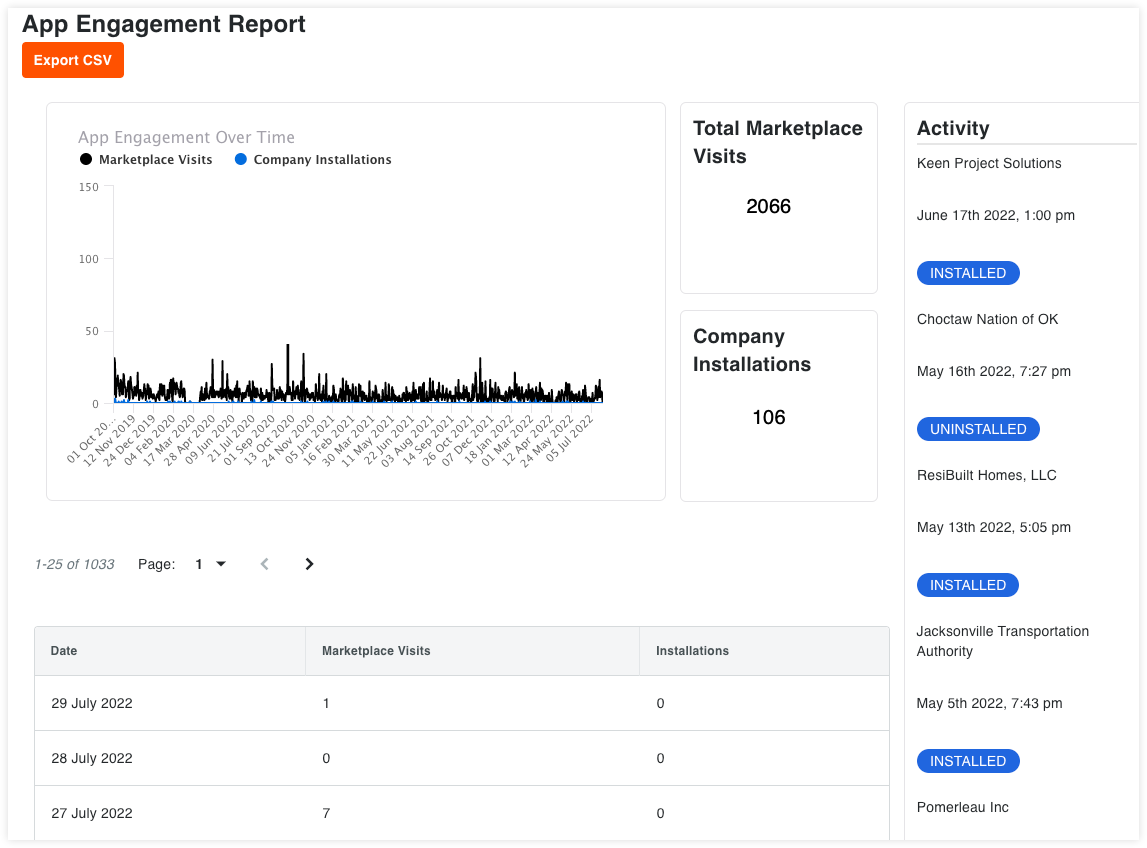 App Engagement Report
Export CSV
App Engagement Over Time
Marketplace Visits
Company Installations
150
100
50
0
01 Oct 20...
12 Nov 2019
24 Dec 2019
04 Feb 2020
17 Mar 2020
28 Apr 2020
09 Jun 2020
21 Jul 2020
01 Sep 2020
13 Oct 2020
24 Nov 2020
05 Jan 2021
16 Feb 2021
30 Mar 2021
11 May 2021
22 Jun 2021
03 Aug 2021
14 Sep 2021
26 Oct 2021
07 Dec 2021
18 Jan 2022
01 Mar 2022
12 Apr 2022
24 May 2022
05 Jul 2022
Total Marketplace
Visits
2066
Company
Installations
106
Activity
Keen Project Solutions
June 17th 2022, 1:00 pm
INSTALLED
Choctaw Nation of OK
May 16th 2022, 7:27 pm
UNINSTALLED
ResiBuilt Homes, LLC
May 13th 2022, 5:05 pm
INSTALLED
Jacksonville Transportation
Authority
May 5th 2022, 7:43 pm
INSTALLED
Pomerleau Inc
1-25 of 1033 Page: 1
Date Marketplace Visits Installations
29 July 2022 1 0
28 July 2022 0 0
27 July 2022 7 0